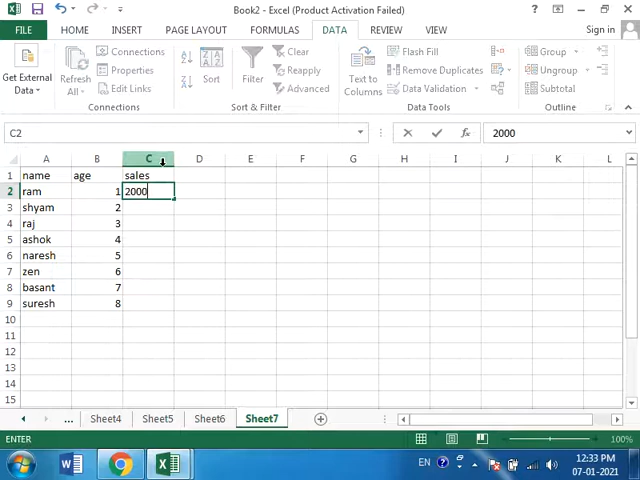 Book2 - Excel (Product Activation Failed)
FILE HOME INSERT PAGE LAYOUT FORMULAS DATA REVIEW VIEW Sign in
Get External Data
Refresh All
Connections
Properties
Edit Links
Connections
Sort
Filter
Clear
Reapply
Advanced
Sort & Filter
Text to Columns
Flash Fill
Remove Duplicates
Data Validation
Data Tools
Group
Ungroup
Subtotal
Outline
C2 fx 2000
A B C D E F G H I J K L
1 name age sales
2 ram 1 2000
3 shyam 2
4 raj 3
5 ashok 4
6 naresh 5
7 zen 6
8 basant 7
9 suresh 8
10
11
12
13
14
15
... Sheet4 Sheet5 Sheet6 Sheet7
ENTER 100%
EN 12:33 PM
07-01-2021